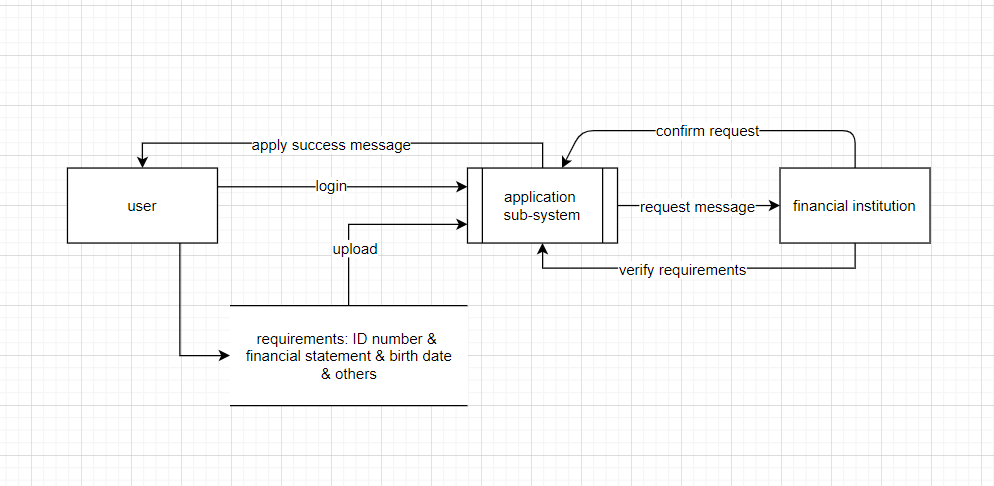 confirm request
apply success message
user
login
application
sub-system
request message
financial institution
upload
verify requirements
requirements: ID number &
financial statement & birth date
& others